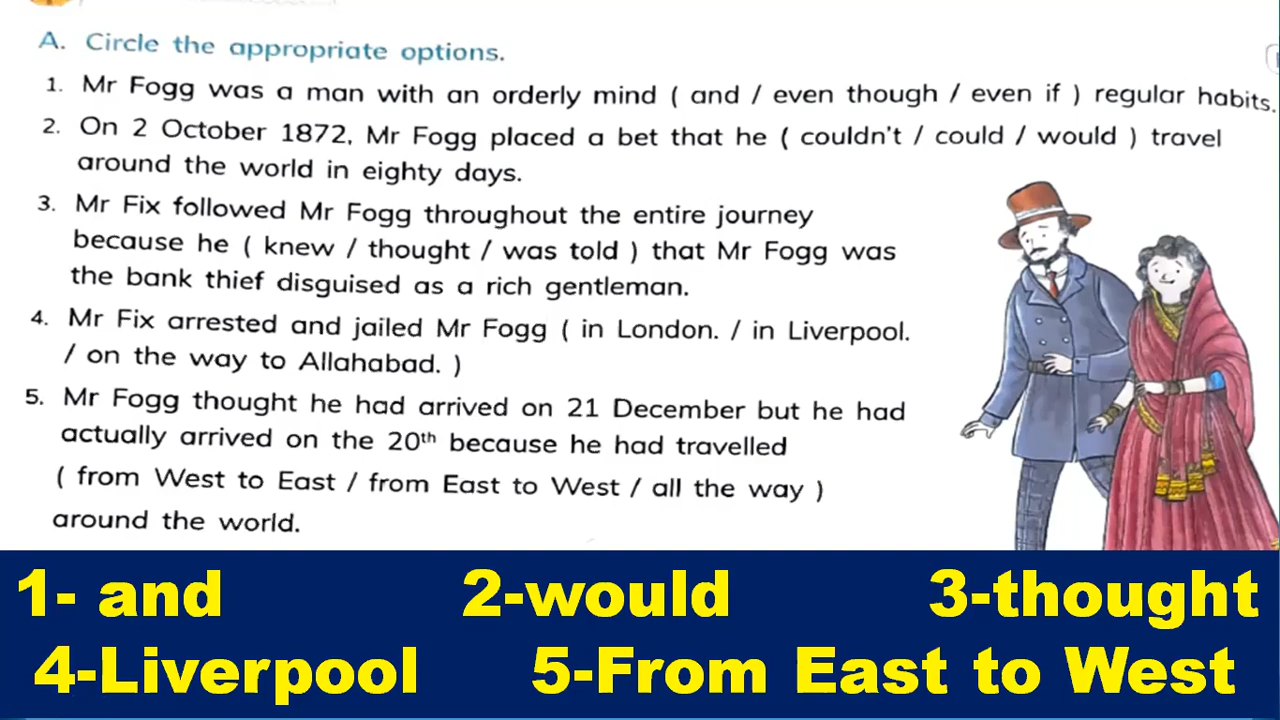 A. Circle the appropriate options.
1. Mr Fogg was a man with an orderly mind ( and / even though / even if ) regular habits.
2. On 2 October 1872, Mr Fogg placed a bet that he ( couldn't / could / would ) travel
around the world in eighty days.
3. Mr Fix followed Mr Fogg throughout the entire journey
because he ( knew / thought / was told ) that Mr Fogg was
the bank thief disguised as a rich gentleman.
4. Mr Fix arrested and jailed Mr Fogg ( in London. / in Liverpool.
/ on the way to Allahabad. )
5. Mr Fogg thought he had arrived on 21 December but he had
actually arrived on the 20th because he had travelled
( from West to East / from East to West / all the way )
around the world.
1- and 2-would 3-thought
4-Liverpool 5-From East to West